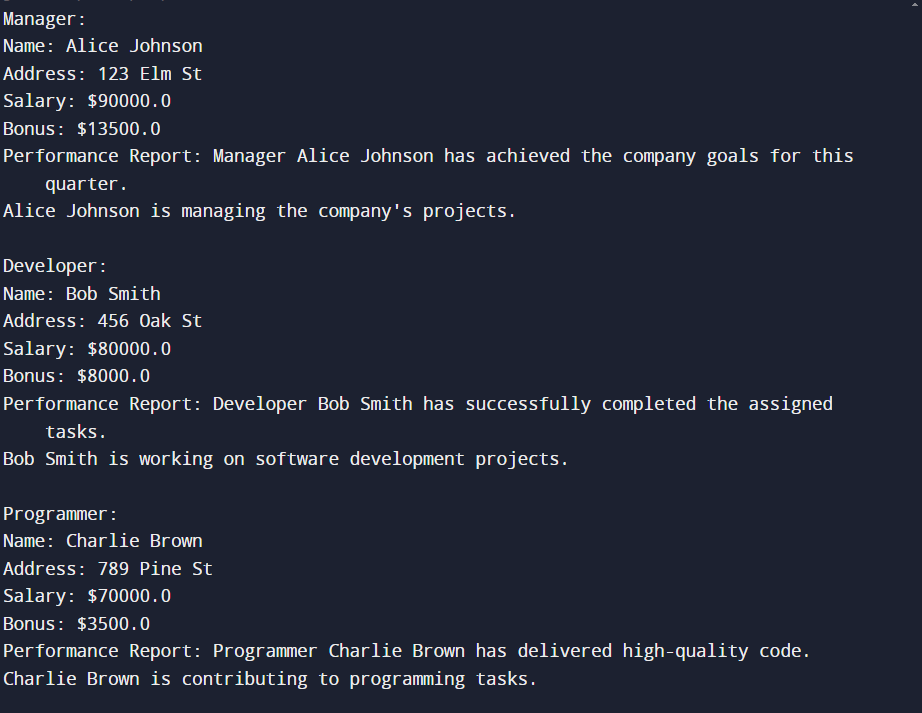 Manager:
Name: Alice Johnson
Address: 123 Elm St
Salary: $90000.0
Bonus: $13500.0
Performance Report: Manager Alice Johnson has achieved the company goals for this
quarter.
Alice Johnson is managing the company's projects.

Developer:
Name: Bob Smith
Address: 456 Oak St
Salary: $80000.0
Bonus: $8000.0
Performance Report: Developer Bob Smith has successfully completed the assigned
tasks.
Bob Smith is working on software development projects.

Programmer:
Name: Charlie Brown
Address: 789 Pine St
Salary: $70000.0
Bonus: $3500.0
Performance Report: Programmer Charlie Brown has delivered high-quality code.
Charlie Brown is contributing to programming tasks.